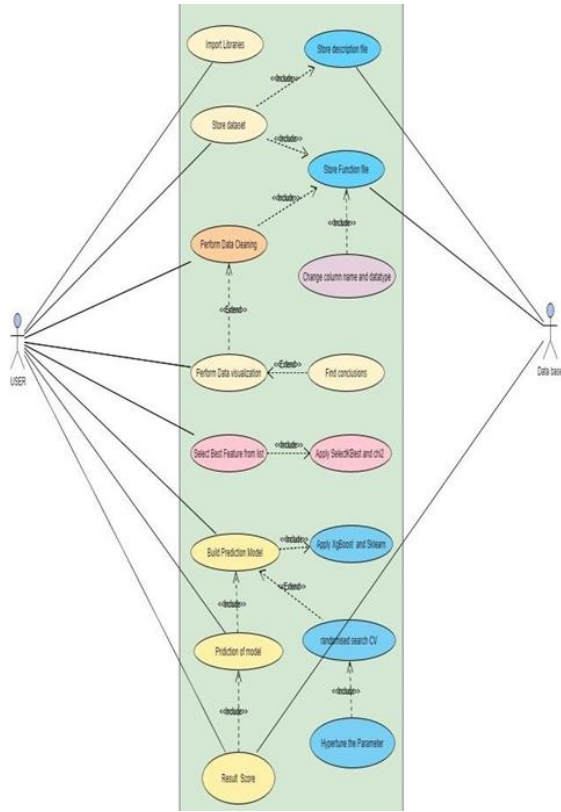 Import Libraries
Store description file
<<Include>>
Store dataset
<<Include>>
Store Function file
<<Include>>
<<Include>>
Perform Data Cleaning
Change column name and datatype
<<Extend>>
USER
Data base
Perform Data visualization
<<Extend>>
Find conclusions
Select Best Feature from list
<<Include>>
Apply SelectKBest and chi2
Build Prediction Model
<<Include>>
Apply XgBoost and Sklearn
<<Extend>>
<<Include>>
Pridiction of model
randomised search CV
<<Include>>
<<Include>>
Hypertune the Parameter
Result Score